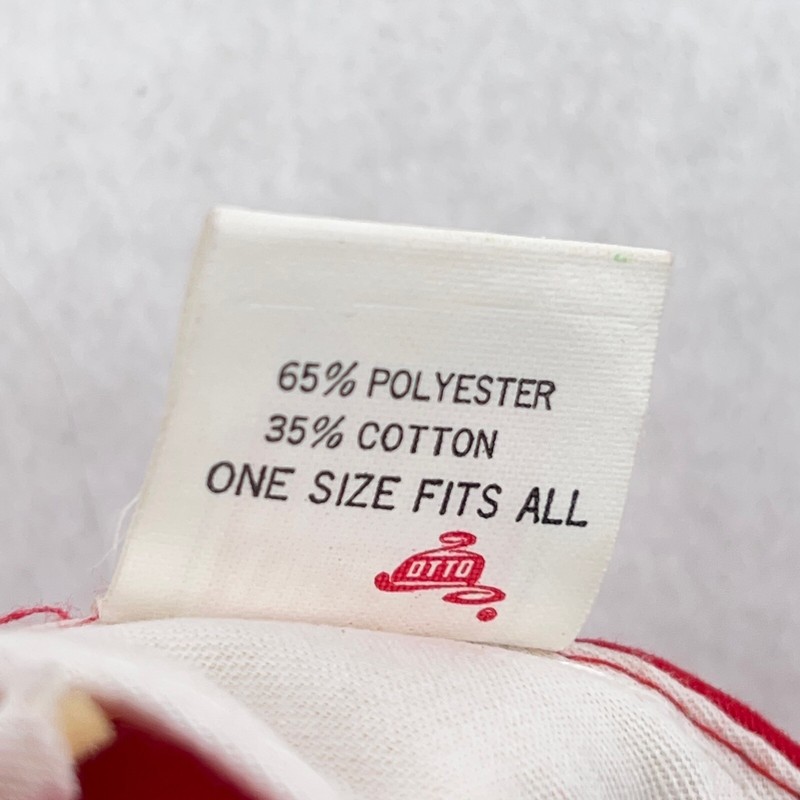 65% POLYESTER
35% COTTON
ONE SIZE FITS ALL
OTTO